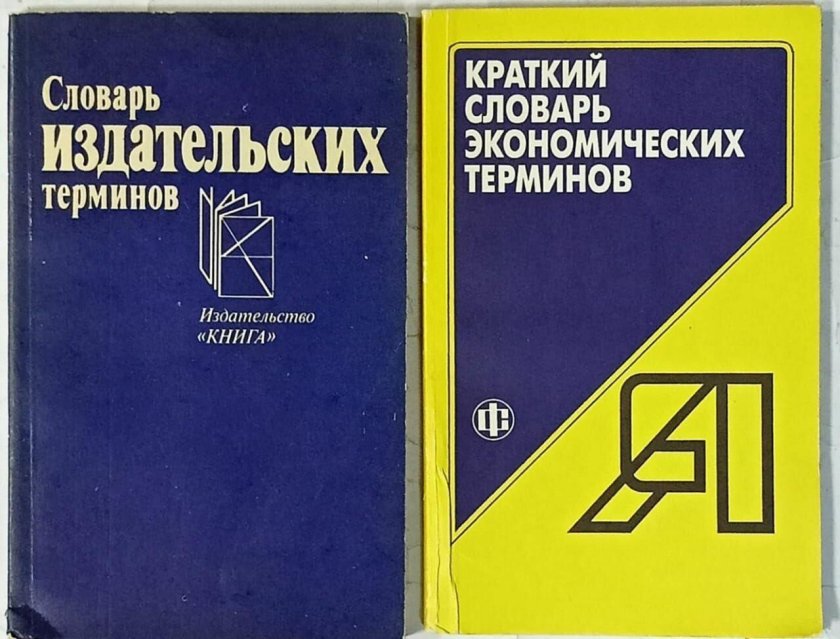 Словарь
издательских
терминов
Издательство
«КНИГА»
КРАТКИЙ
СЛОВАРЬ
ЭКОНОМИЧЕСКИХ
ТЕРМИНОВ